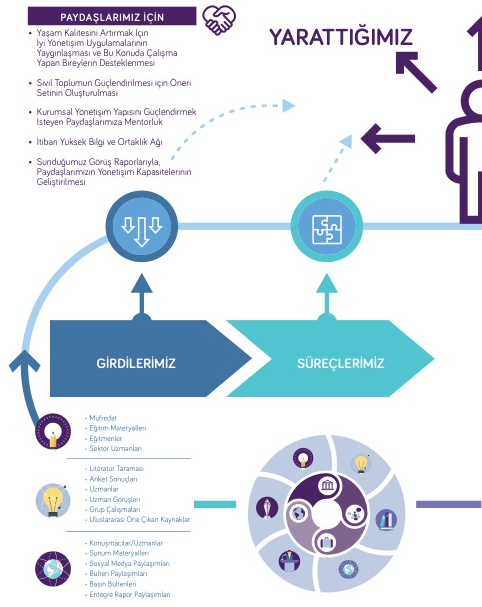 PAYDAŞLARIMIZ İÇİN
• Yaşam Kalitesini Artırmak İçin
İyi Yönetişim Uygulamalarının
Yaygınlaşması ve Bu Konuda Çalışma
Yapan Bireylerin Desteklenmesi
• Sivil Toplumun Güçlendirilmesi için Öneri
Setinin Oluşturulması
• Kurumsal Yönetişim Yapısını Güçlendirmek
İsteyen Paydaşlarımıza Mentorluk
• İtibarı Yüksek Bilgi ve Ortaklık Ağı
• Sunduğumuz Görüş Raporlarıyla,
Paydaşlarımızın Yönetişim Kapasitelerinin
Geliştirilmesi
YARATTIĞIMIZ
GİRDİLERİMİZ
SÜREÇLERİMİZ
• Müfredat
• Eğitim Materyalleri
• Eğitmenler
• Sektör Uzmanları
• Literatür Taraması
• Anket Sonuçları
• Uzmanlar
• Uzman Görüşleri
• Grup Çalışmaları
• Uluslararası Öne Çıkan Kaynaklar
• Konuşmacılar/Uzmanlar
• Sunum Materyalleri
• Sosyal Medya Paylaşımları
• Bülten Paylaşımları
• Basın Bültenleri
• Entegre Rapor Paylaşımları